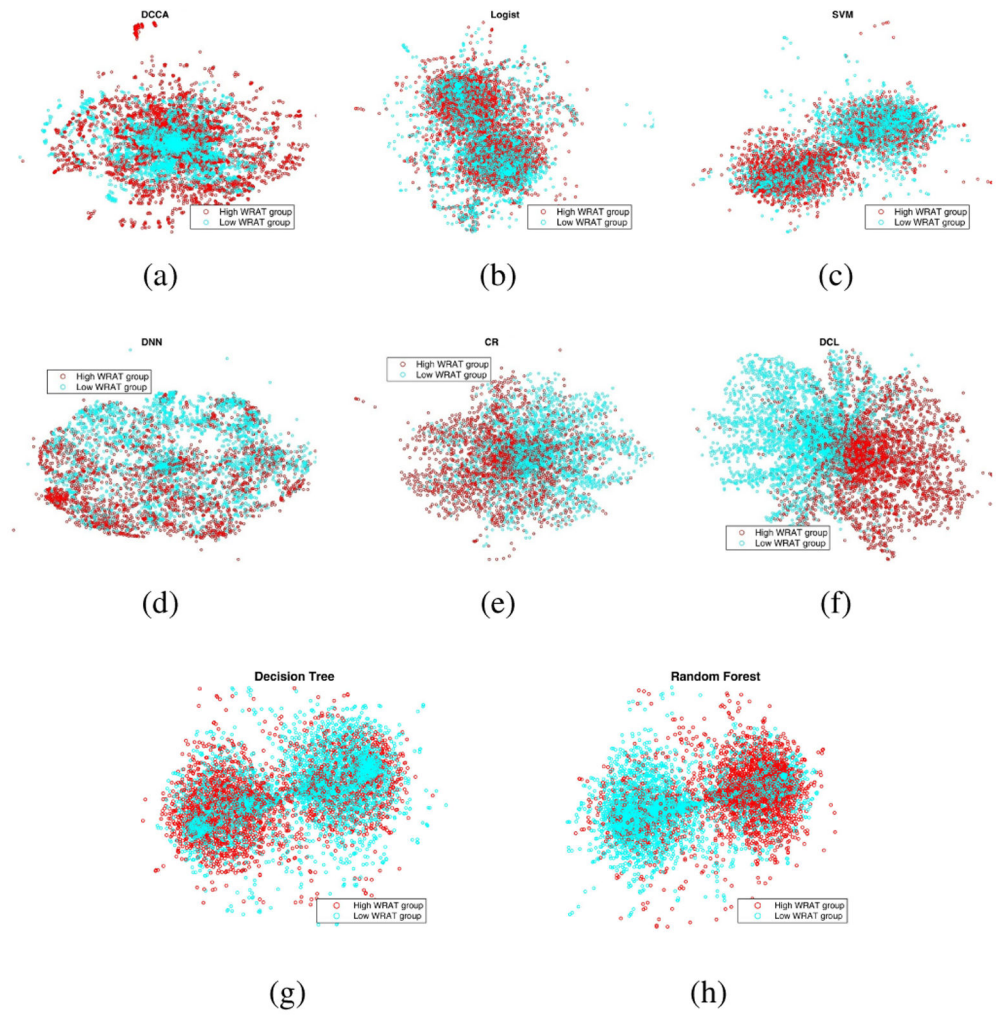 DCCA
High WRAT group
Low WRAT group
(a)
Logist
High WRAT group
Low WRAT group
(b)
SVM
High WRAT group
Low WRAT group
(c)
DNN
High WRAT group
Low WRAT group
(d)
CR
High WRAT group
Low WRAT group
(e)
DCL
High WRAT group
Low WRAT group
(f)
Decision Tree
High WRAT group
Low WRAT group
(g)
Random Forest
High WRAT group
Low WRAT group
(h)